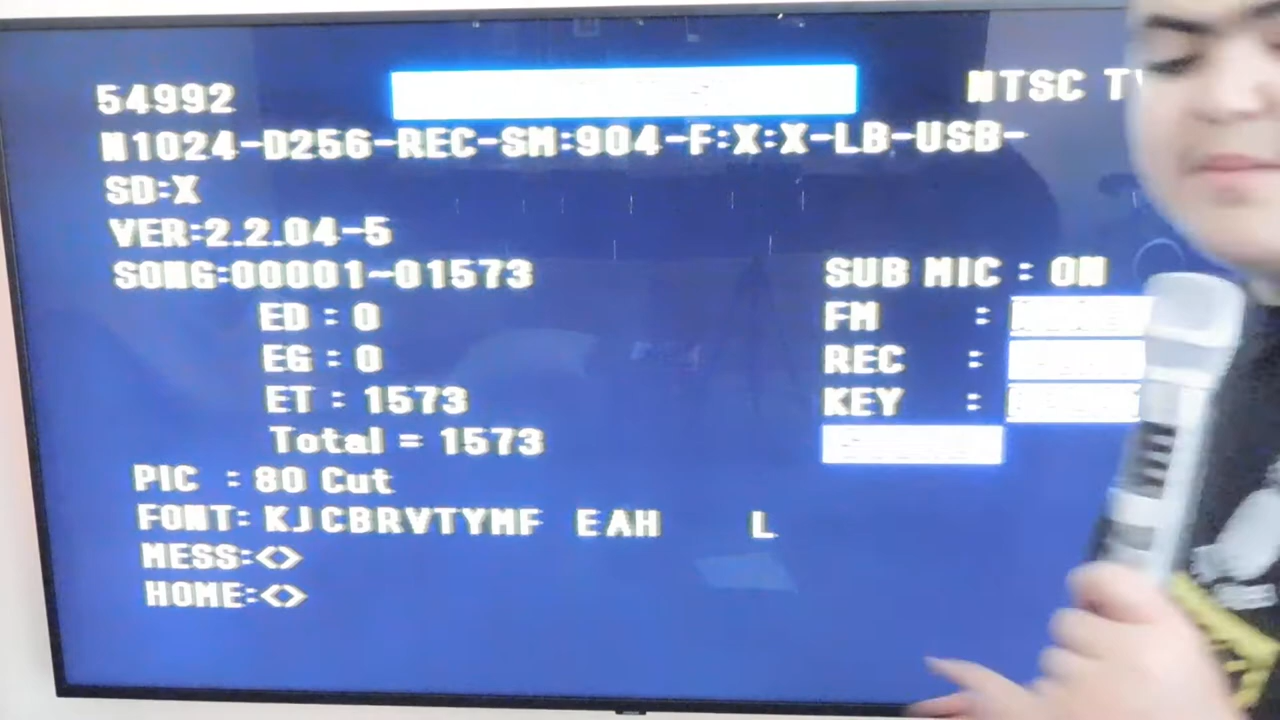 54992 NTSC TV
N1024-D256-REC-SM:904-F:X:X-LB-USB-
SD:X
VER:2.2.04-5
SONG:00001~01573 SUB MIC : ON
ED : 0 FM :
EG : 0 REC :
ET : 1573 KEY :
Total = 1573
PIC : 80 Cut
FONT: KJCBRVTYMF EAH L
MESS:<>
HOME:<>